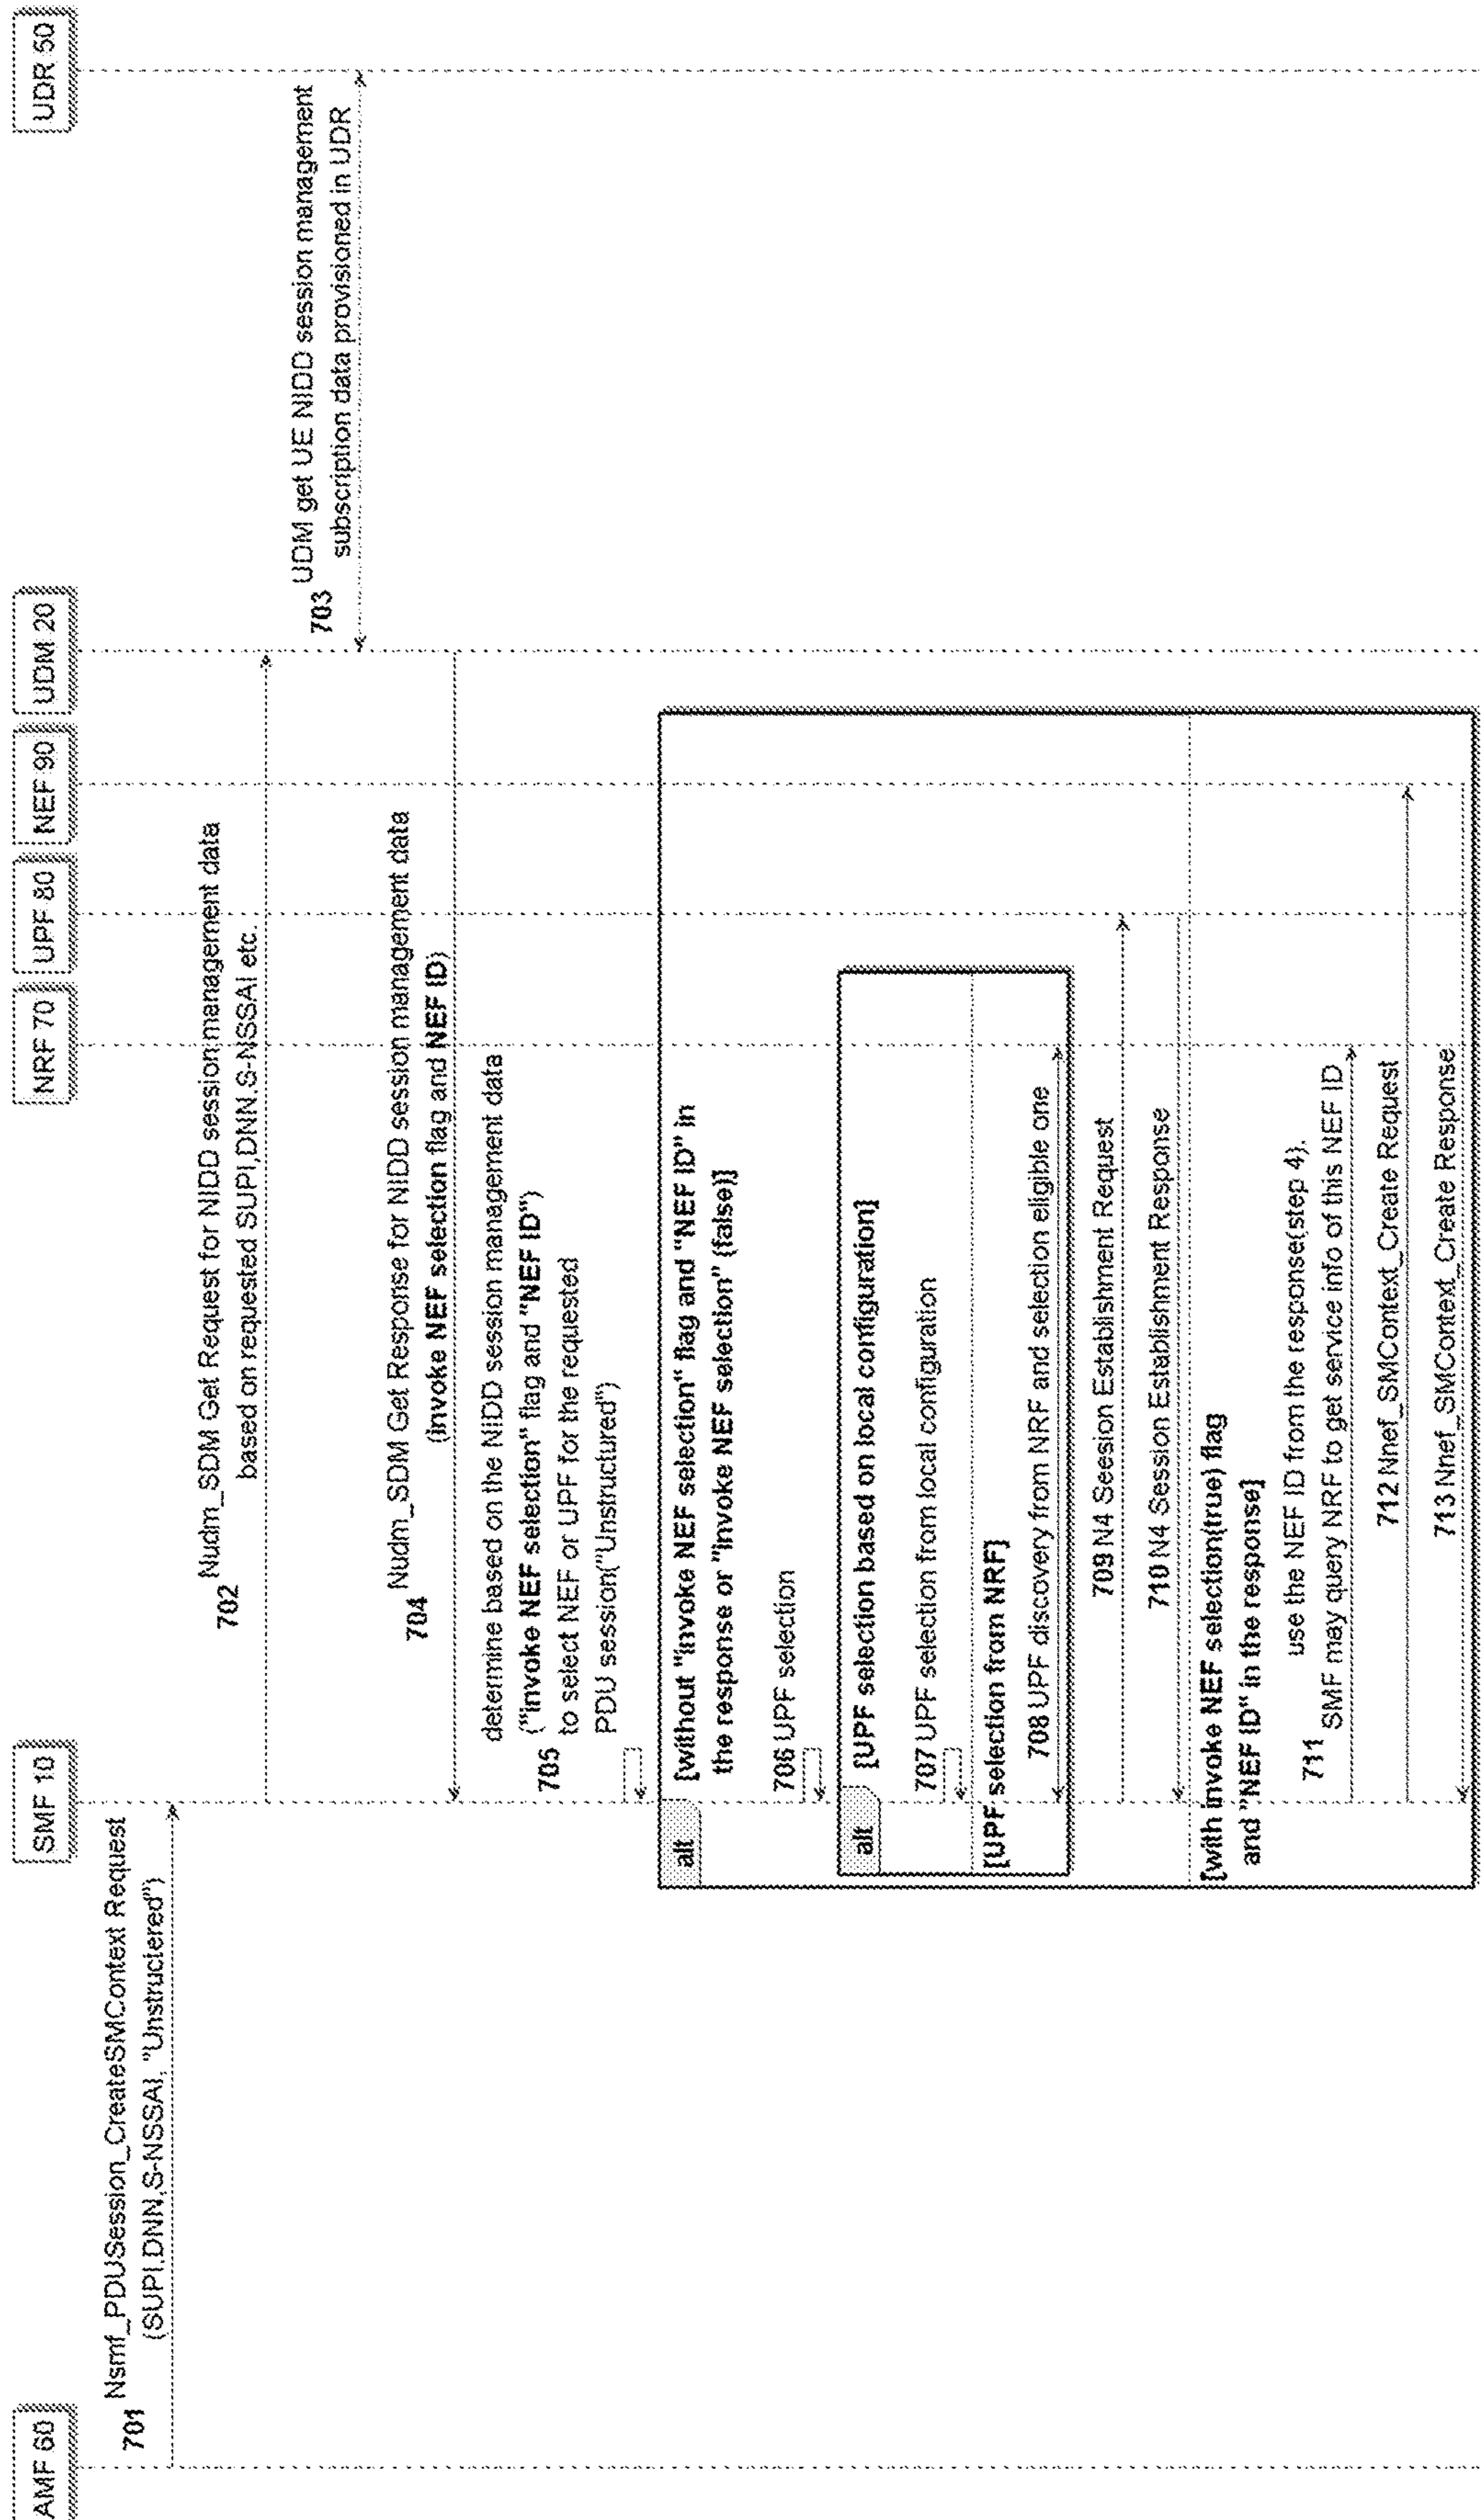 AMF 60
SMF 10
NRF 70
UPF 80
NEF 90
UDM 20
UDR 50
701
Nsmf_PDUSession_CreateSMContext Request
(SUPI,DNN,S-NSSAI, "Unstructered")
702
Nudm_SDM Get Request for NIDD session management data
based on requested SUPI,DNN,S-NSSAI etc.
703
UDM get UE NIDD session management
subscription data provisioned in UDR
704
Nudm_SDM Get Response for NIDD session management data
(invoke NEF selection flag and NEF ID)
705
determine based on the NIDD session management data
("invoke NEF selection" flag and "NEF ID")
to select NEF or UPF for the requested
PDU session("Unstructured")
alt
[without "invoke NEF selection" flag and "NEF ID" in
the response or "invoke NEF selection" (false)]
706 UPF selection
alt
[UPF selection based on local configuration]
707 UPF selection from local configuration
[UPF selection from NRF]
708 UPF discovery from NRF and selection eligible one
709 N4 Seesion Establishment Request
710 N4 Session Establishment Response
[with invoke NEF selection(true) flag
and "NEF ID" in the response]
711
use the NEF ID from the response(step 4),
SMF may query NRF to get service info of this NEF ID
712 Nnef_SMContext_Create Request
713 Nnef_SMContext_Create Response